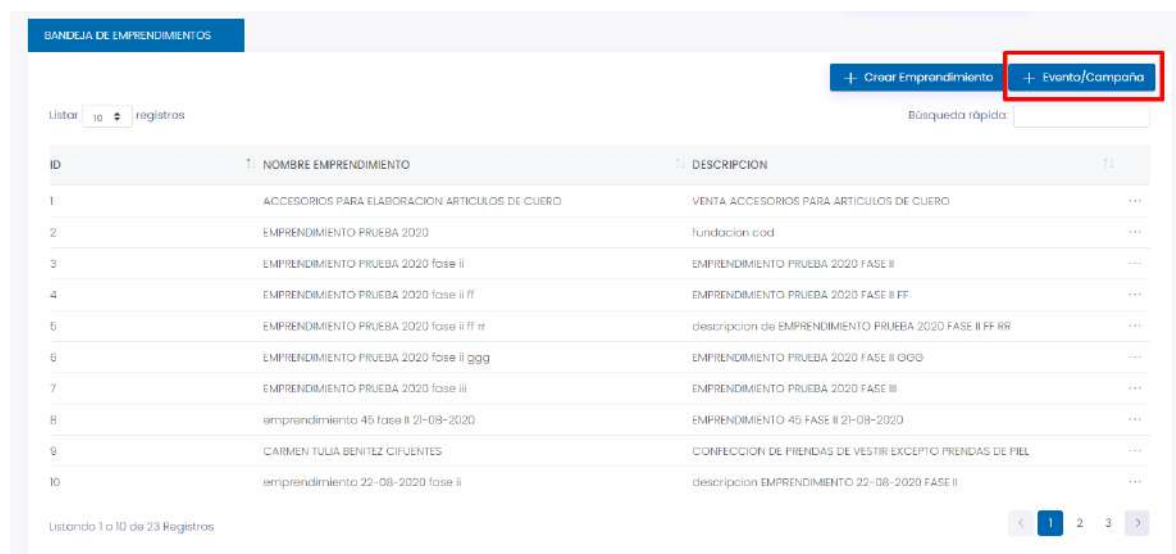 BANDEJA DE EMPRENDIMIENTOS
+ Crear Emprendimiento + Evento/Campaña
Listar 10 registros Búsqueda rápida:
ID NOMBRE EMPRENDIMIENTO DESCRIPCION
1 ACCESORIOS PARA ELABORACION ARTICULOS DE CUERO VENTA ACCESORIOS PARA ARTICULOS DE CUERO ...
2 EMPRENDIMIENTO PRUEBA 2020 fundacion cod ...
3 EMPRENDIMIENTO PRUEBA 2020 fase ii EMPRENDIMIENTO PRUEBA 2020 FASE II ...
4 EMPRENDIMIENTO PRUEBA 2020 fase ii ff EMPRENDIMIENTO PRUEBA 2020 FASE II FF ...
5 EMPRENDIMIENTO PRUEBA 2020 fase ii ff rr descripcion de EMPRENDIMIENTO PRUEBA 2020 FASE II FF RR ...
6 EMPRENDIMIENTO PRUEBA 2020 fase ii ggg EMPRENDIMIENTO PRUEBA 2020 FASE II GGG ...
7 EMPRENDIMIENTO PRUEBA 2020 fase iii EMPRENDIMIENTO PRUEBA 2020 FASE III ...
8 emprendimiento 45 fase II 21-08-2020 EMPRENDIMIENTO 45 FASE II 21-08-2020 ...
9 CARMEN TULIA BENITEZ CIFUENTES CONFECCION DE PRENDAS DE VESTIR EXCEPTO PRENDAS DE PIEL ...
10 emprendimiento 22-08-2020 fase ii descripcion EMPRENDIMIENTO 22-08-2020 FASE II ...
Listando 1 a 10 de 23 Registros < 1 2 3 >